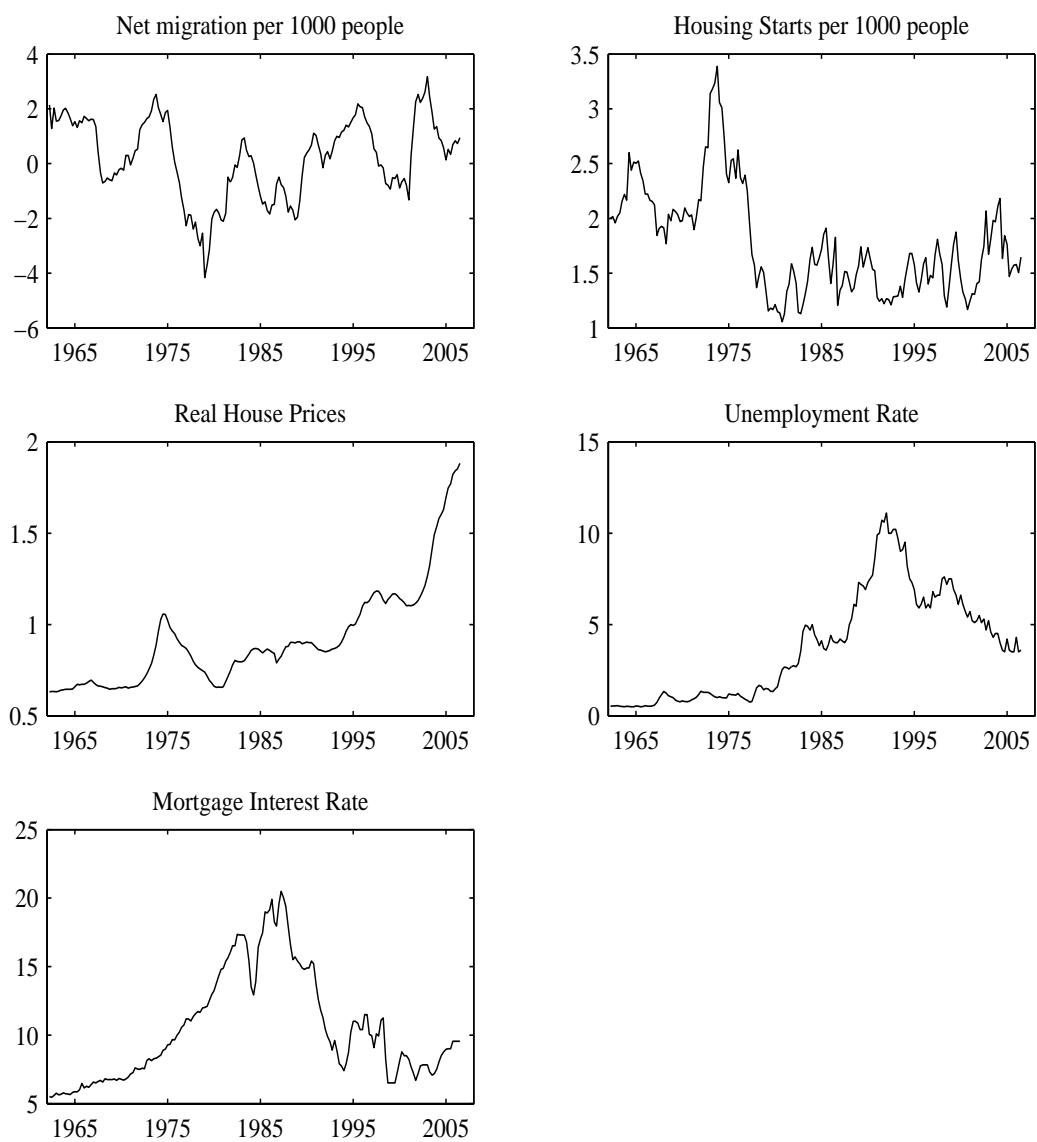 Net migration per 1000 people
4
2
0
−2
−4
−6
1965 1975 1985 1995 2005
Housing Starts per 1000 people
3.5
3
2.5
2
1.5
1
1965 1975 1985 1995 2005
Real House Prices
2
1.5
1
0.5
1965 1975 1985 1995 2005
Unemployment Rate
15
10
5
0
1965 1975 1985 1995 2005
Mortgage Interest Rate
25
20
15
10
5
1965 1975 1985 1995 2005